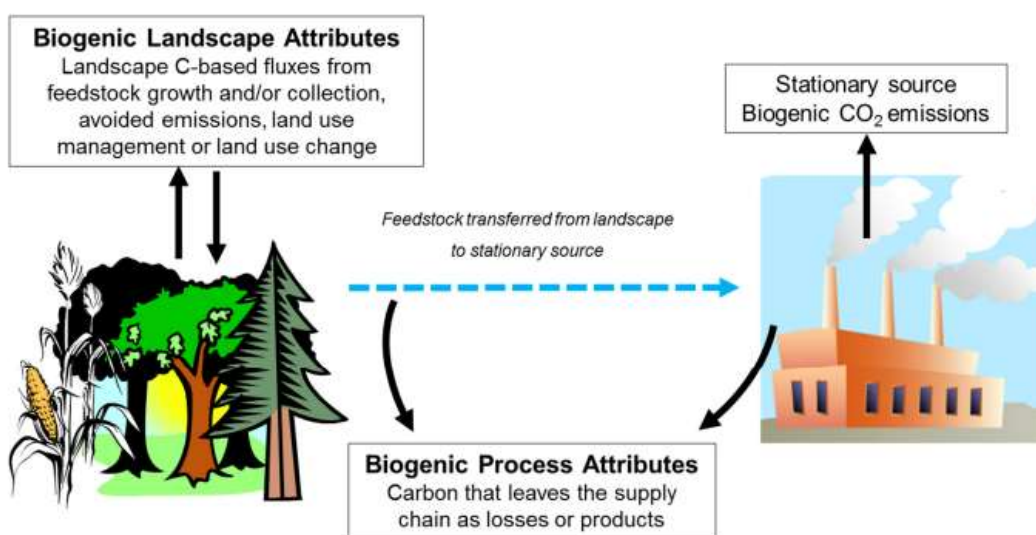 Biogenic Landscape Attributes
Landscape C-based fluxes from
feedstock growth and/or collection,
avoided emissions, land use
management or land use change
Stationary source
Biogenic CO₂ emissions
Feedstock transferred from landscape
to stationary source
Biogenic Process Attributes
Carbon that leaves the supply
chain as losses or products